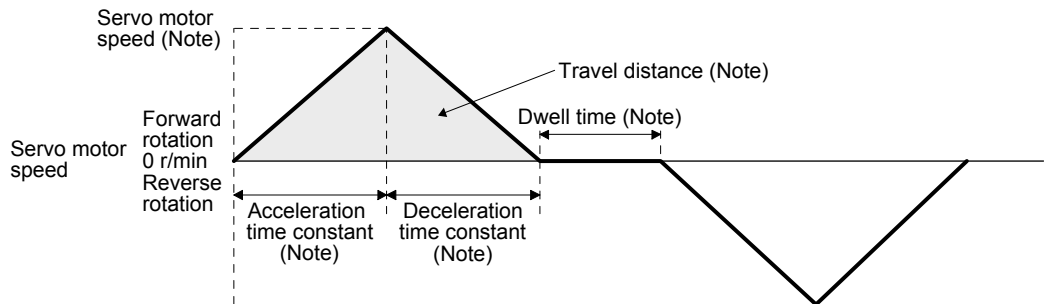 Servo motor
speed (Note)
Travel distance (Note)
Dwell time (Note)
Servo motor
speed
Forward
rotation
0 r/min
Reverse
rotation
Acceleration
time constant
(Note)
Deceleration
time constant
(Note)